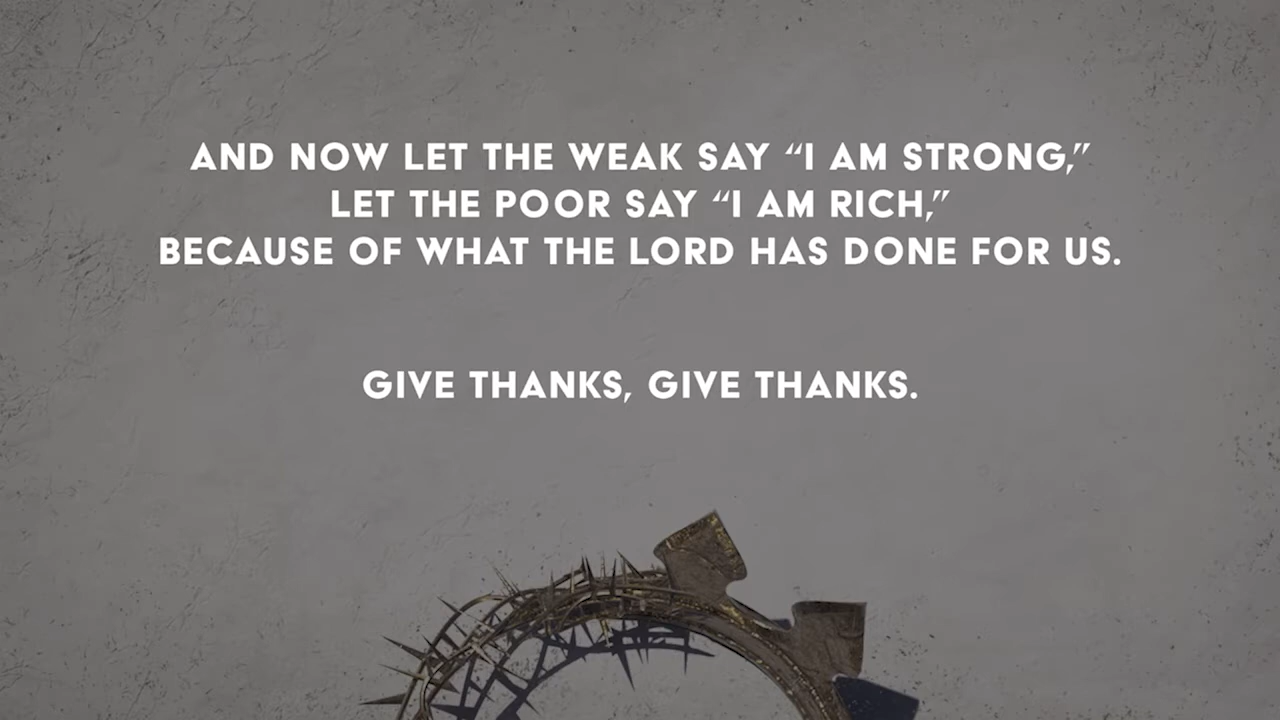 AND NOW LET THE WEAK SAY “I AM STRONG,”
LET THE POOR SAY “I AM RICH,”
BECAUSE OF WHAT THE LORD HAS DONE FOR US.
GIVE THANKS, GIVE THANKS.